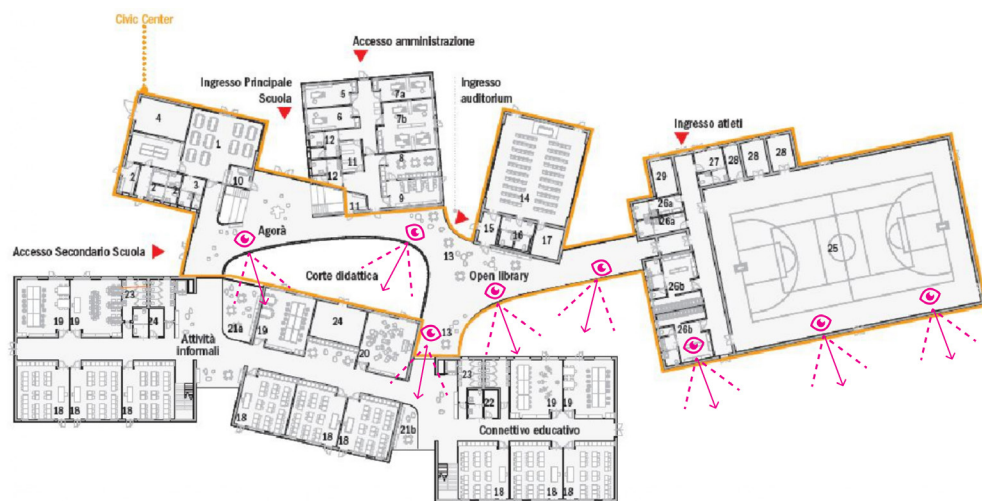 Civic Center
Accesso amministrazione
Ingresso Principale
Scuola
Ingresso
auditorium
Ingresso atleti
Accesso Secondario Scuola
Agorà
Corte didattica
Open library
Attività
informali
Connettivo educativo
4
1
2
2
2
3
10
5
6
7a
7b
12
12
11
11
8
9
14
15
16
17
13
13
29
27
28
28
28
26a
26a
26b
26b
25
23
24
19
19
21a
19
24
20
18
18
18
18
18
18
21b
23
22
19
19
18
18
18